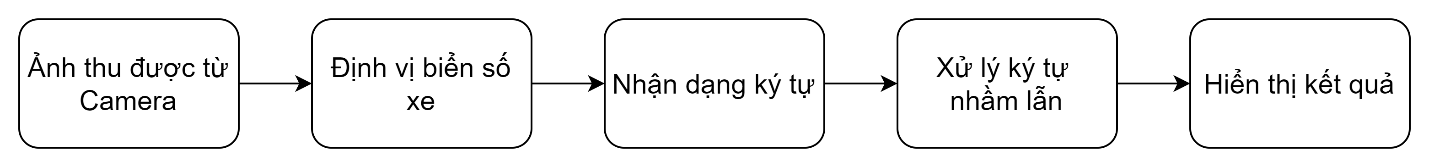 Ảnh thu được từ
Camera
Định vị biển số
xe
Nhận dạng ký tự
Xử lý ký tự
nhầm lẫn
Hiển thị kết quả